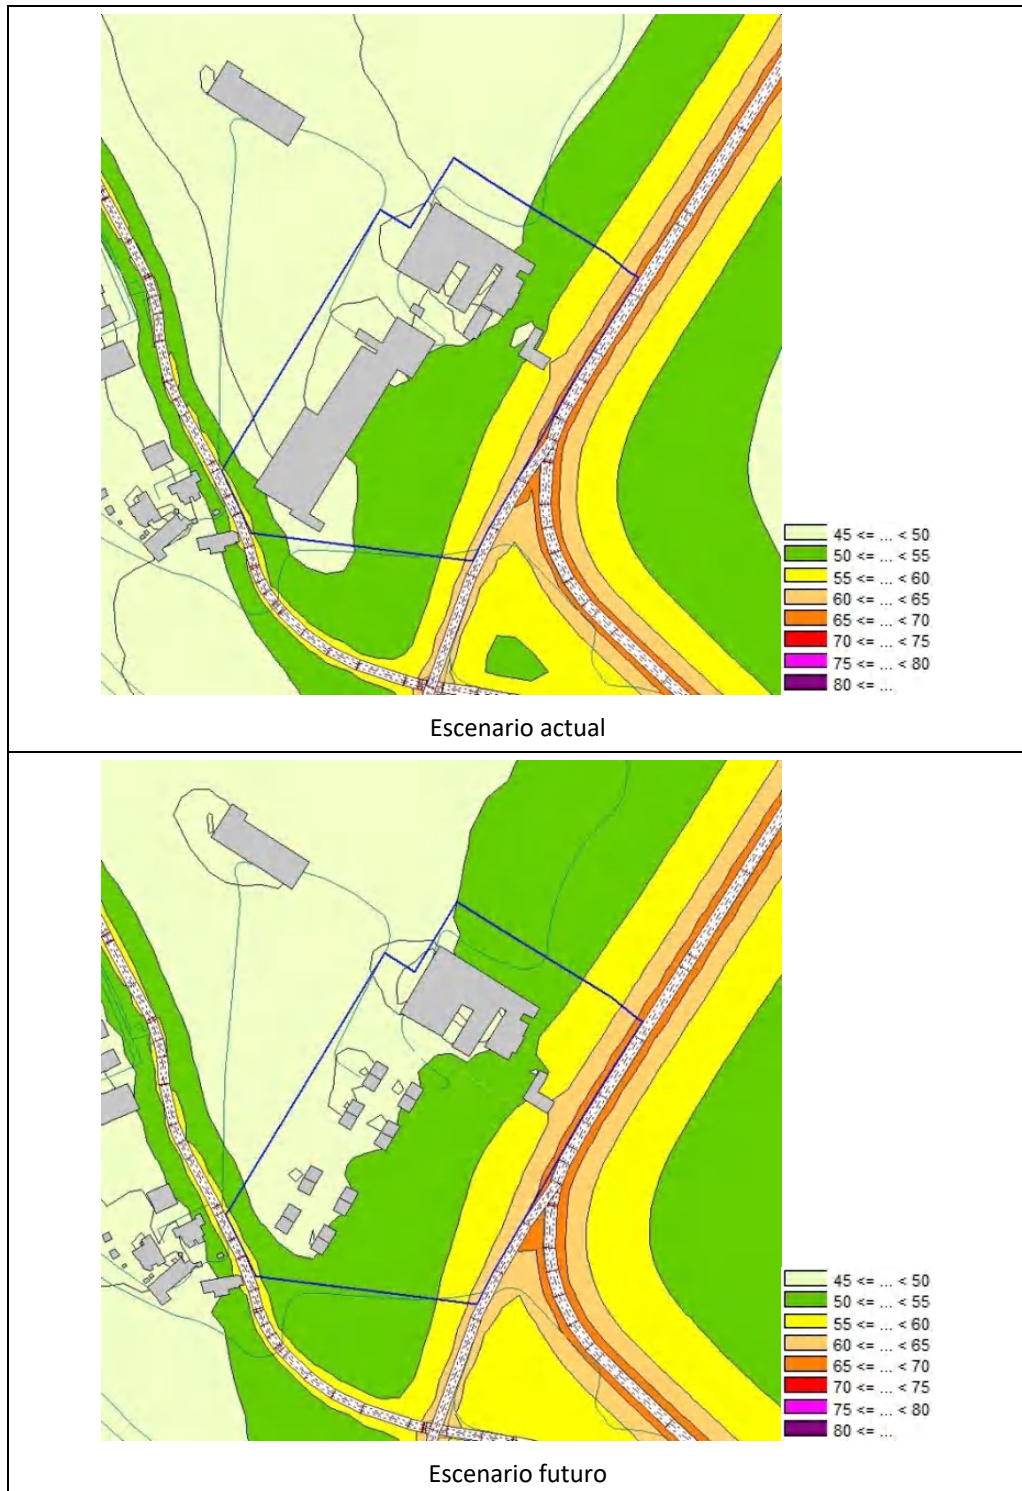 45 <= ... < 50
50 <= ... < 55
55 <= ... < 60
60 <= ... < 65
65 <= ... < 70
70 <= ... < 75
75 <= ... < 80
80 <= ...
Escenario actual
45 <= ... < 50
50 <= ... < 55
55 <= ... < 60
60 <= ... < 65
65 <= ... < 70
70 <= ... < 75
75 <= ... < 80
80 <= ...
Escenario futuro